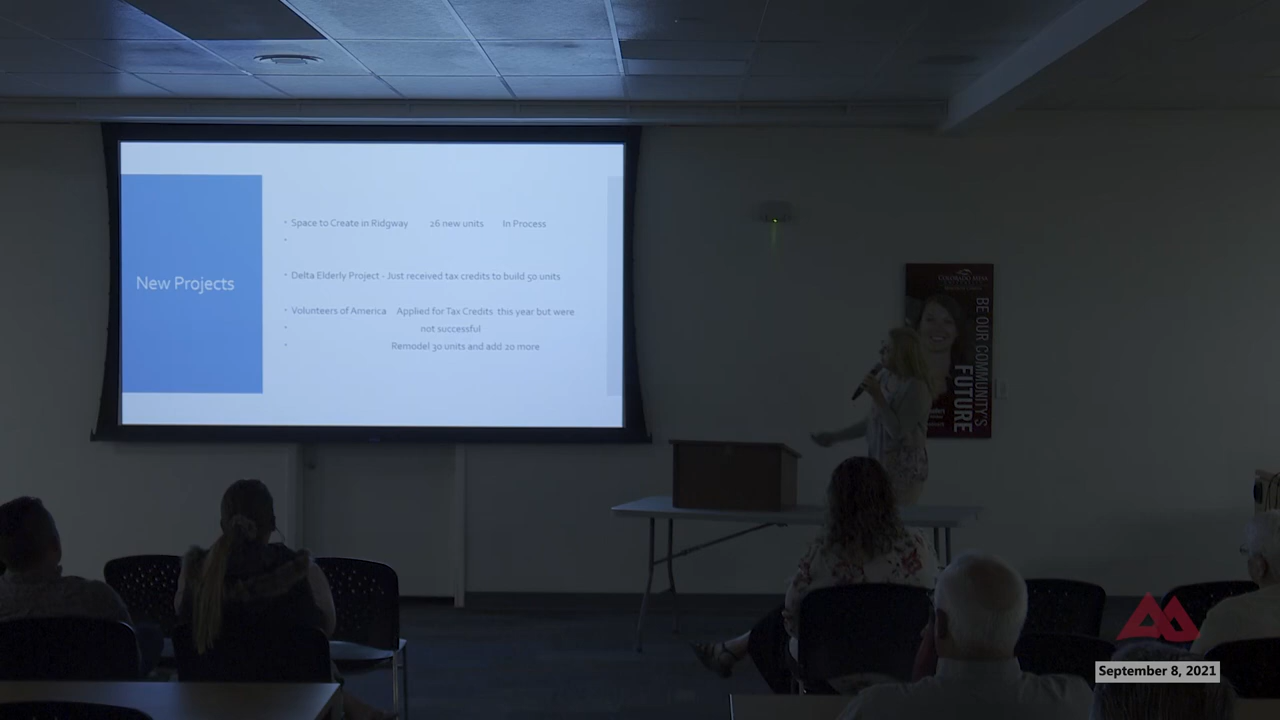 New Projects
• Space to Create in Ridgway 26 new units In Process
•
• Delta Elderly Project - Just received tax credits to build 50 units
• Volunteers of America Applied for Tax Credits this year but were
• not successful
• Remodel 30 units and add 20 more
COLORADO MESA
BE OUR COMMUNITY'S
FUTURE
September 8, 2021